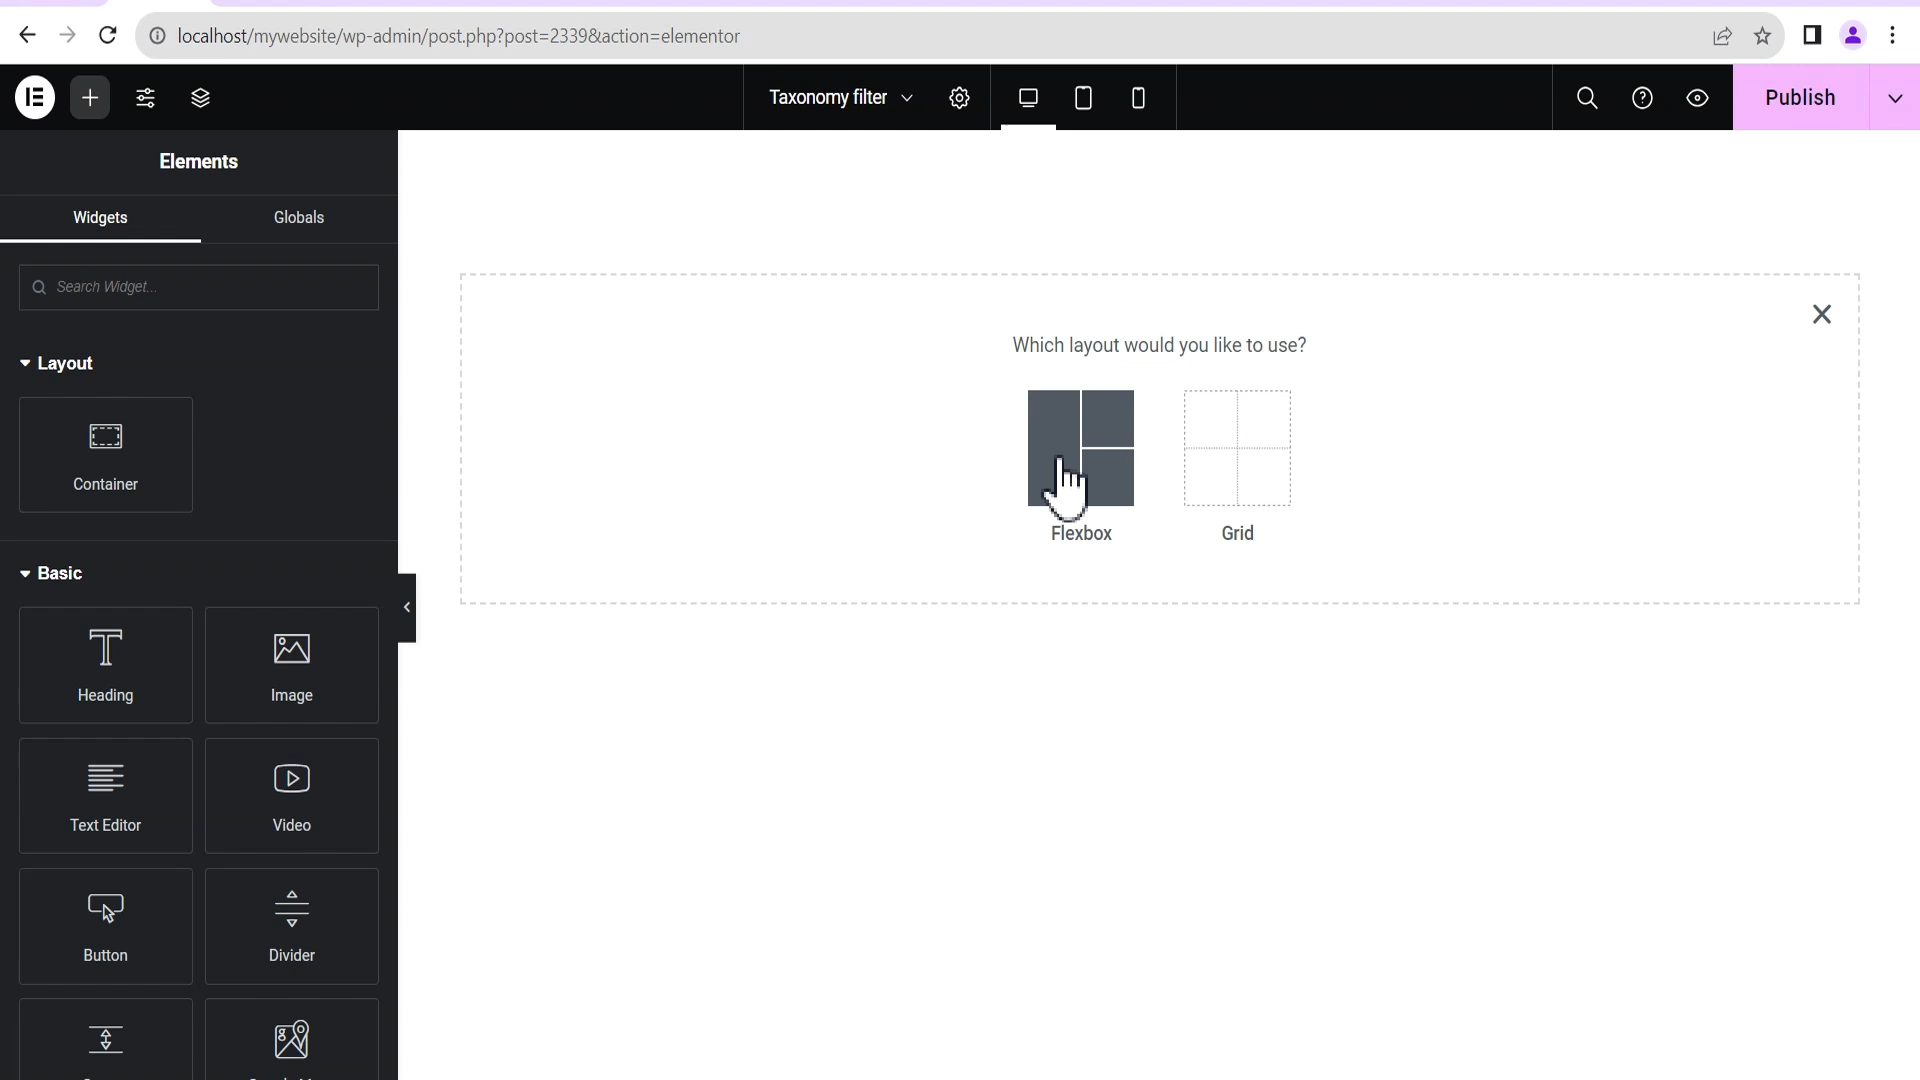 localhost/mywebsite/wp-admin/post.php?post=2339&action=elementor
Taxonomy filter
Publish
Elements
Widgets
Globals
Search Widget...
Layout
Container
Basic
Heading
Image
Text Editor
Video
Button
Divider
Which layout would you like to use?
Flexbox
Grid